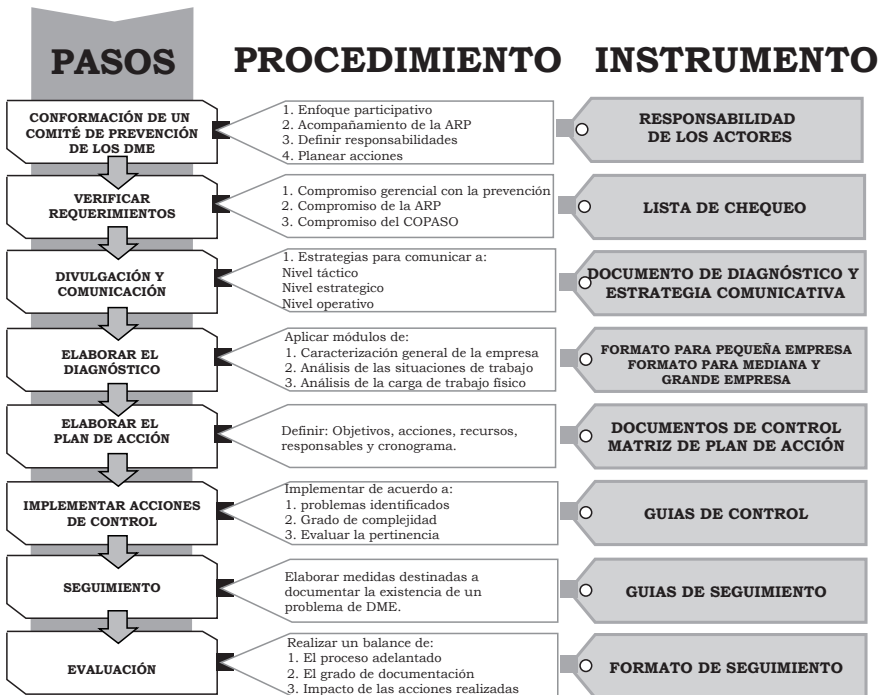 PASOS PROCEDIMIENTO INSTRUMENTO
CONFORMACIÓN DE UN
COMITÉ DE PREVENCIÓN
DE LOS DME
1. Enfoque participativo
2. Acompañamiento de la ARP
3. Definir responsabilidades
4. Planear acciones
RESPONSABILIDAD
DE LOS ACTORES
VERIFICAR
REQUERIMIENTOS
1. Compromiso gerencial con la prevención
2. Compromiso de la ARP
3. Compromiso del COPASO
LISTA DE CHEQUEO
DIVULGACIÓN Y
COMUNICACIÓN
1. Estrategias para comunicar a:
Nivel táctico
Nivel estrategico
Nivel operativo
DOCUMENTO DE DIAGNÓSTICO Y
ESTRATEGIA COMUNICATIVA
ELABORAR EL
DIAGNÓSTICO
Aplicar módulos de:
1. Caracterización general de la empresa
2. Análisis de las situaciones de trabajo
3. Análisis de la carga de trabajo físico
FORMATO PARA PEQUEÑA EMPRESA
FORMATO PARA MEDIANA Y
GRANDE EMPRESA
ELABORAR EL
PLAN DE ACCIÓN
Definir: Objetivos, acciones, recursos,
responsables y cronograma.
DOCUMENTOS DE CONTROL
MATRIZ DE PLAN DE ACCIÓN
IMPLEMENTAR ACCIONES
DE CONTROL
Implementar de acuerdo a:
1. problemas identificados
2. Grado de complejidad
3. Evaluar la pertinencia
GUIAS DE CONTROL
SEGUIMIENTO
Elaborar medidas destinadas a
documentar la existencia de un
problema de DME.
GUIAS DE SEGUIMIENTO
EVALUACIÓN
Realizar un balance de:
1. El proceso adelantado
2. El grado de documentación
3. Impacto de las acciones realizadas
FORMATO DE SEGUIMIENTO